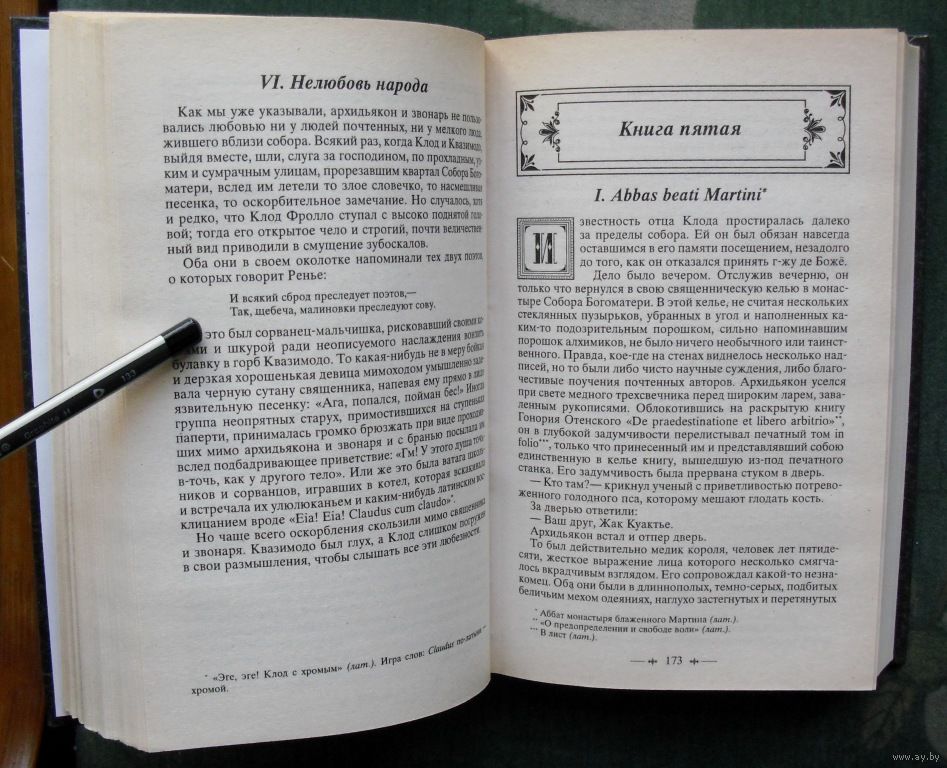 VI. Нелюбовь народа
Как мы уже указывали, архидьякон и звонарь не пользо-
вались любовью ни у людей почтенных, ни у мелкого люда,
жившего вблизи собора. Всякий раз, когда Клод и Квазимодо,
выйдя вместе, шли, слуга за господином, по прохладным, уз-
ким и сумрачным улицам, прорезавшим квартал Собора Бого-
матери, вслед им летели то злое словечко, то насмешливая
песенка, то оскорбительное замечание. Но случалось, хотя
и редко, что Клод Фролло ступал с высоко поднятой голо-
вой; тогда его открытое чело и строгий, почти величествен-
ный вид приводили в смущение зубоскалов.
Оба они в своем околотке напоминали тех двух поэтов,
о которых говорит Ренье:
И всякий сброд преследует поэтов,—
Так, щебеча, малиновки преследуют сову.
это был сорванец-мальчишка, рисковавший своими ко-
и шкурой ради неописуемого наслаждения вонзить
булавку в горб Квазимодо. То какая-нибудь не в меру бойкая
и дерзкая хорошенькая девица мимоходом умышленно заде-
вала черную сутану священника, напевая ему прямо в лицо
язвительную песенку: «Ага, попался, пойман бес!» Иногда
группа неопрятных старух, примостившихся на ступеньках
паперти, принималась громко брюзжать при виде проходив-
ших мимо архидьякона и звонаря и с бранью посылала им
вслед подбадривающее приветствие: «Гм! У этого душа точь-
в-точь, как у другого тело». Или же это была ватага школь-
ников и сорванцов, игравших в котел, которая вскакивала
и встречала их улюлюканьем и каким-нибудь латинским вос-
клицанием вроде «Eia! Eia! Claudus cum claudo»*.
Но чаще всего оскорбления скользили мимо священника
и звонаря. Квазимодо был глух, а Клод слишком погружен
в свои размышления, чтобы слышать все эти любезности.
* «Эге, эге! Клод с хромым» (лат.). Игра слов: Claudus по-латыни —
хромой.
Книга пятая
I. Abbas beati Martini*
Известность отца Клода простиралась далеко
за пределы собора. Ей он был обязан навсегда
оставшимся в его памяти посещением, незадолго
до того, как он отказался принять г-жу де Божё.
Дело было вечером. Отслужив вечерню, он
только что вернулся в свою священническую келью в монас-
тыре Собора Богоматери. В этой келье, не считая нескольких
стеклянных пузырьков, убранных в угол и наполненных
каким-то подозрительным порошком, сильно напоминавшим
порошок алхимиков, не было ничего необычного или таинст-
венного. Правда, кое-где на стенах виднелось несколько над-
писей, но то были либо чисто научные суждения, либо благо-
честивые поучения почтенных авторов. Архидьякон уселся
при свете медного трехсвечника перед широким ларем, зава-
ленным рукописями. Облокотившись на раскрытую книгу
Гонория Отенского «De praedestinatione et libero arbitrio»**,
он в глубокой задумчивости перелистывал печатный том in
folio***, только что принесенный им и представлявший собою
единственную в келье книгу, вышедшую из-под печатного
станка. Его задумчивость была прервана стуком в дверь.
— Кто там?— крикнул ученый с приветливостью потрево-
женного голодного пса, которому мешают глодать кость.
За дверью ответили:
— Ваш друг, Жак Куактье.
Архидьякон встал и отпер дверь.
То был действительно медик короля, человек лет пятиде-
сяти, жесткое выражение лица которого несколько смягча-
лось вкрадчивым взглядом. Его сопровождал какой-то незна-
комец. Оба они были в длиннополых, темно-серых, подбитых
беличьим мехом одеяниях, наглухо застегнутых и перетянутых
* Аббат монастыря блаженного Мартина (лат.).
** «О предопределении и свободе воли» (лат.).
*** В лист (лат.).
173
www.ay.by